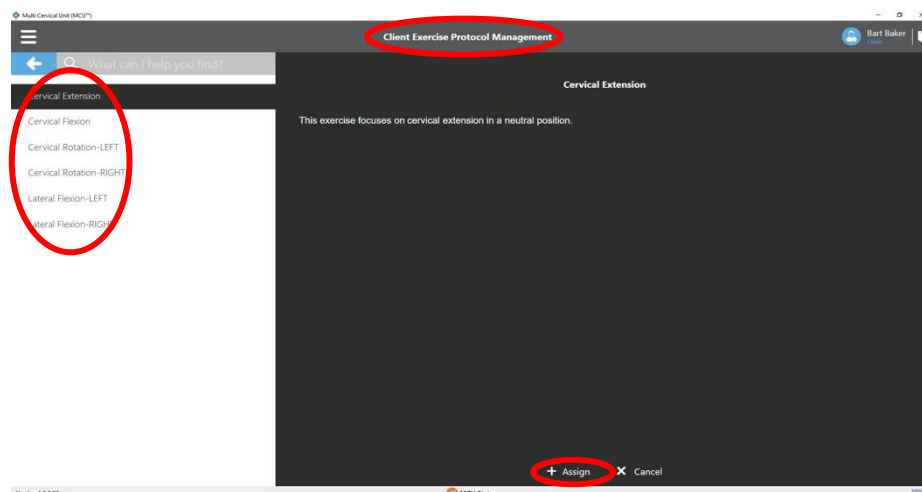 Multi Cervical Unit (MCU™)
Client Exercise Protocol Management
Bart Baker
Client
What can I help you find?
Cervical Extension
Cervical Extension
This exercise focuses on cervical extension in a neutral position.
Cervical Flexion
Cervical Rotation-LEFT
Cervical Rotation-RIGHT
Lateral Flexion-LEFT
Lateral Flexion-RIGHT
Assign
Cancel